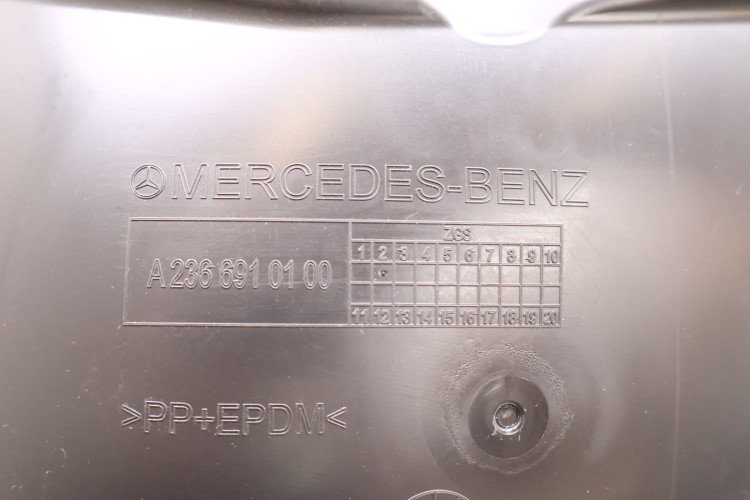 MERCEDES-BENZ
A 236 691 01 00
ZGS
1 2 3 4 5 6 7 8 9 10
11 12 13 14 15 16 17 18 19 20
>PP+EPDM<